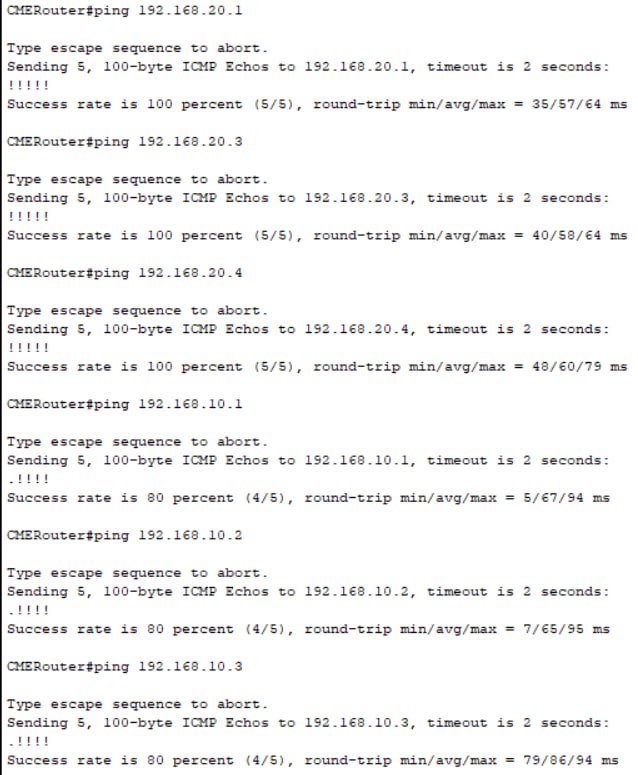 CMERouter#ping 192.168.20.1
Type escape sequence to abort.
Sending 5, 100-byte ICMP Echos to 192.168.20.1, timeout is 2 seconds:
!!!!!
Success rate is 100 percent (5/5), round-trip min/avg/max = 35/57/64 ms
CMERouter#ping 192.168.20.3
Type escape sequence to abort.
Sending 5, 100-byte ICMP Echos to 192.168.20.3, timeout is 2 seconds:
!!!!!
Success rate is 100 percent (5/5), round-trip min/avg/max = 40/58/64 ms
CMERouter#ping 192.168.20.4
Type escape sequence to abort.
Sending 5, 100-byte ICMP Echos to 192.168.20.4, timeout is 2 seconds:
!!!!!
Success rate is 100 percent (5/5), round-trip min/avg/max = 48/60/79 ms
CMERouter#ping 192.168.10.1
Type escape sequence to abort.
Sending 5, 100-byte ICMP Echos to 192.168.10.1, timeout is 2 seconds:
.!!!!
Success rate is 80 percent (4/5), round-trip min/avg/max = 5/67/94 ms
CMERouter#ping 192.168.10.2
Type escape sequence to abort.
Sending 5, 100-byte ICMP Echos to 192.168.10.2, timeout is 2 seconds:
.!!!!
Success rate is 80 percent (4/5), round-trip min/avg/max = 7/65/95 ms
CMERouter#ping 192.168.10.3
Type escape sequence to abort.
Sending 5, 100-byte ICMP Echos to 192.168.10.3, timeout is 2 seconds:
.!!!!
Success rate is 80 percent (4/5), round-trip min/avg/max = 79/86/94 ms